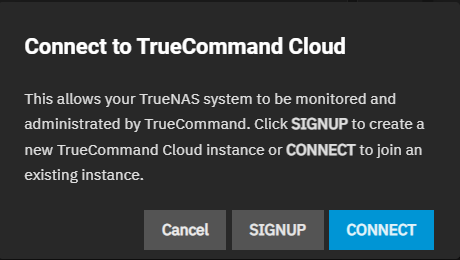 Connect to TrueCommand Cloud
This allows your TrueNAS system to be monitored and
administrated by TrueCommand. Click SIGNUP to create a
new TrueCommand Cloud instance or CONNECT to join an
existing instance.
Cancel SIGNUP CONNECT